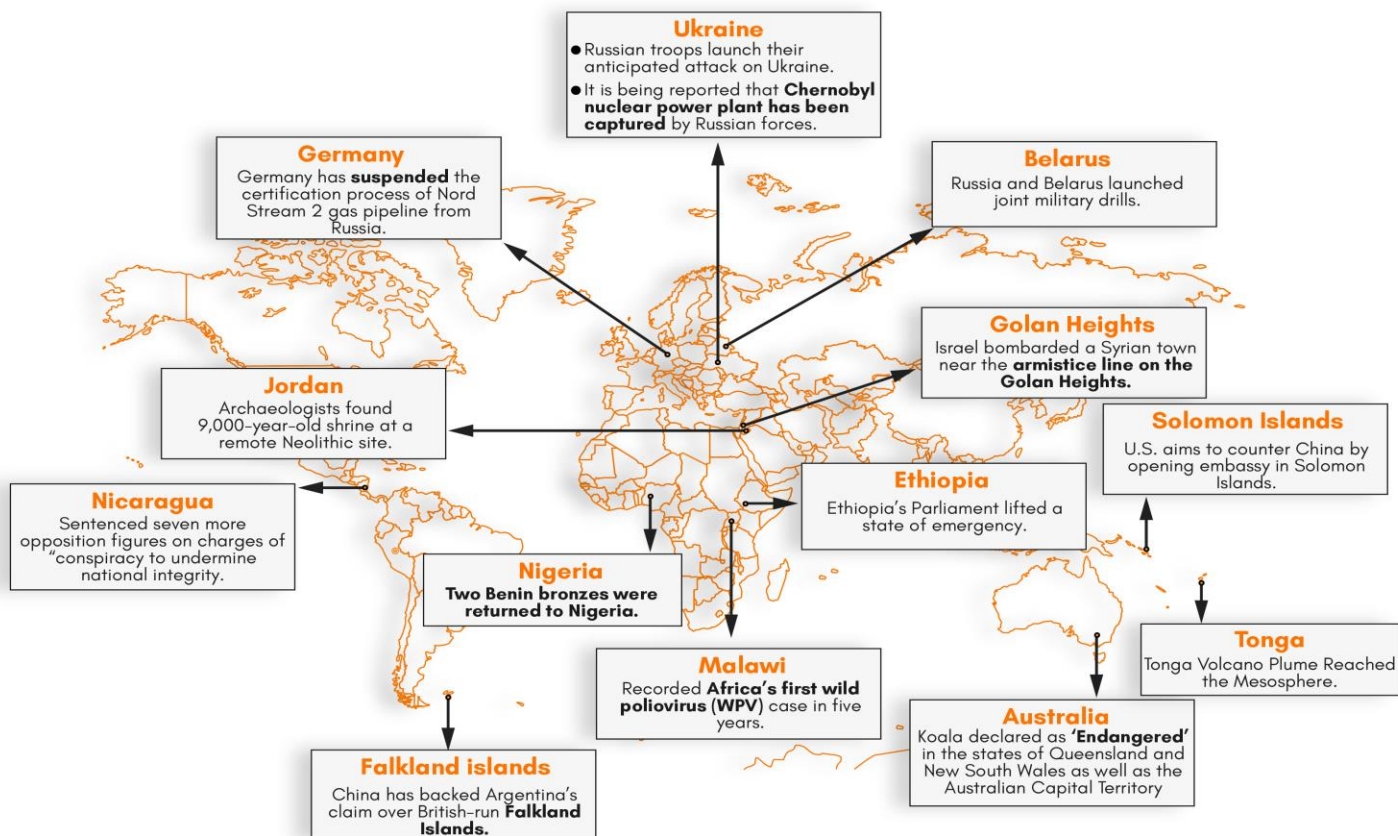 Ukraine
● Russian troops launch their
anticipated attack on Ukraine.
● It is being reported that Chernobyl
nuclear power plant has been
captured by Russian forces.
Germany
Germany has suspended the
certification process of Nord
Stream 2 gas pipeline from
Russia.
Belarus
Russia and Belarus launched
joint military drills.
Golan Heights
Israel bombarded a Syrian town
near the armistice line on the
Golan Heights.
Jordan
Archaeologists found
9,000-year-old shrine at a
remote Neolithic site.
Solomon Islands
U.S. aims to counter China by
opening embassy in Solomon
Islands.
Nicaragua
Sentenced seven more
opposition figures on charges of
“conspiracy to undermine
national integrity.
Ethiopia
Ethiopia’s Parliament lifted a
state of emergency.
Nigeria
Two Benin bronzes were
returned to Nigeria.
Tonga
Tonga Volcano Plume Reached
the Mesosphere.
Malawi
Recorded Africa’s first wild
poliovirus (WPV) case in five
years.
Australia
Koala declared as ‘Endangered’
in the states of Queensland and
New South Wales as well as the
Australian Capital Territory
Falkland islands
China has backed Argentina’s
claim over British-run Falkland
Islands.